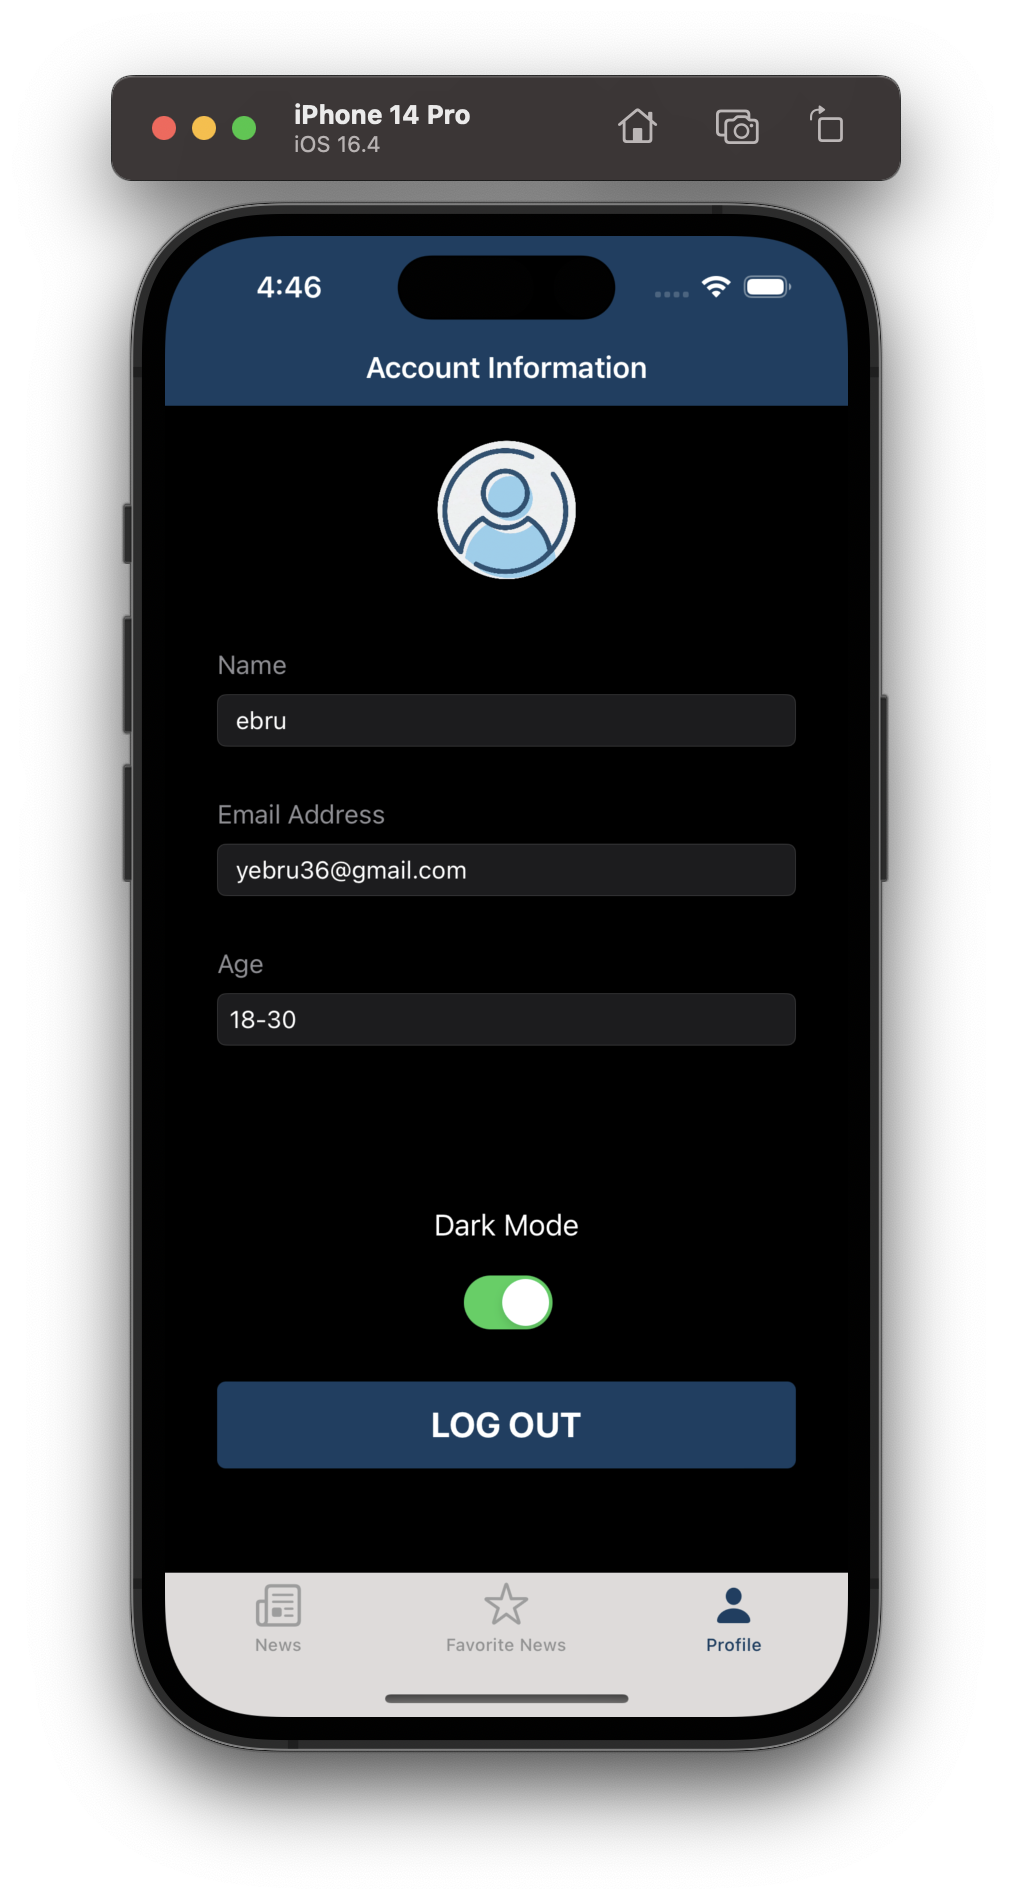 iPhone 14 Pro
iOS 16.4
4:46
Account Information
Name
ebru
Email Address
yebru36@gmail.com
Age
18-30
Dark Mode
LOG OUT
News
Favorite News
Profile